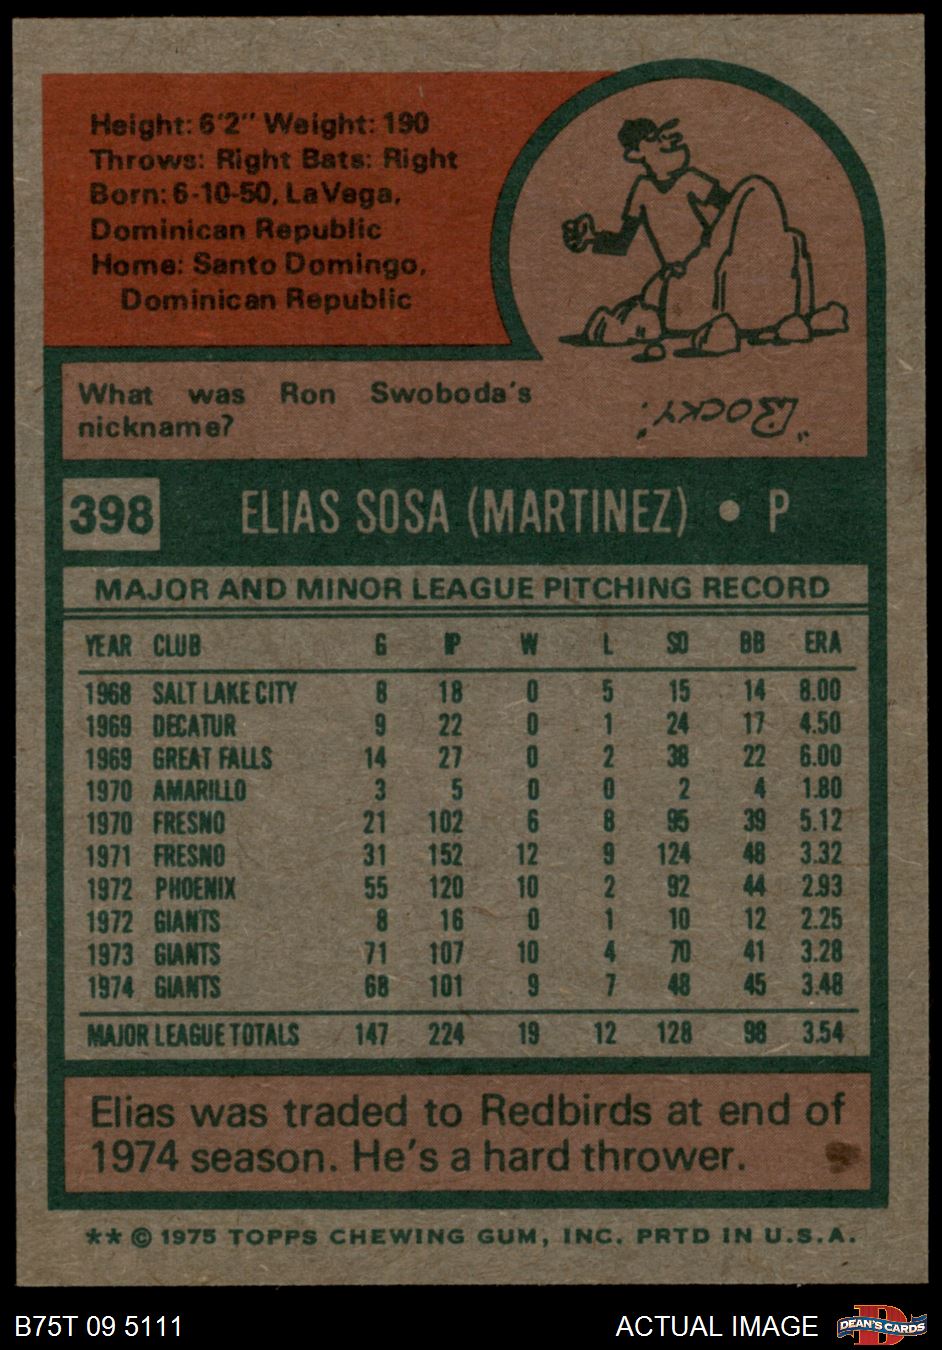 Height: 6'2" Weight: 190
Throws: Right Bats: Right
Born: 6-10-50, La Vega,
Dominican Republic
Home: Santo Domingo,
Dominican Republic
What was Ron Swoboda's
nickname?
"Rocky."
398 ELIAS SOSA (MARTINEZ) • P
MAJOR AND MINOR LEAGUE PITCHING RECORD
YEAR CLUB G IP W L SO BB ERA
1968 SALT LAKE CITY 8 18 0 5 15 14 8.00
1969 DECATUR 9 22 0 1 24 17 4.50
1969 GREAT FALLS 14 27 0 2 38 22 6.00
1970 AMARILLO 3 5 0 0 2 4 1.80
1970 FRESNO 21 102 6 8 95 39 5.12
1971 FRESNO 31 152 12 9 124 48 3.32
1972 PHOENIX 55 120 10 2 92 44 2.93
1972 GIANTS 8 16 0 1 10 12 2.25
1973 GIANTS 71 107 10 4 70 41 3.28
1974 GIANTS 68 101 9 7 48 45 3.48
MAJOR LEAGUE TOTALS 147 224 19 12 128 98 3.54
Elias was traded to Redbirds at end of
1974 season. He's a hard thrower.
** © 1975 TOPPS CHEWING GUM, INC. PRTD IN U.S.A.
B75T 09 5111 ACTUAL IMAGE D DEAN'S CARDS